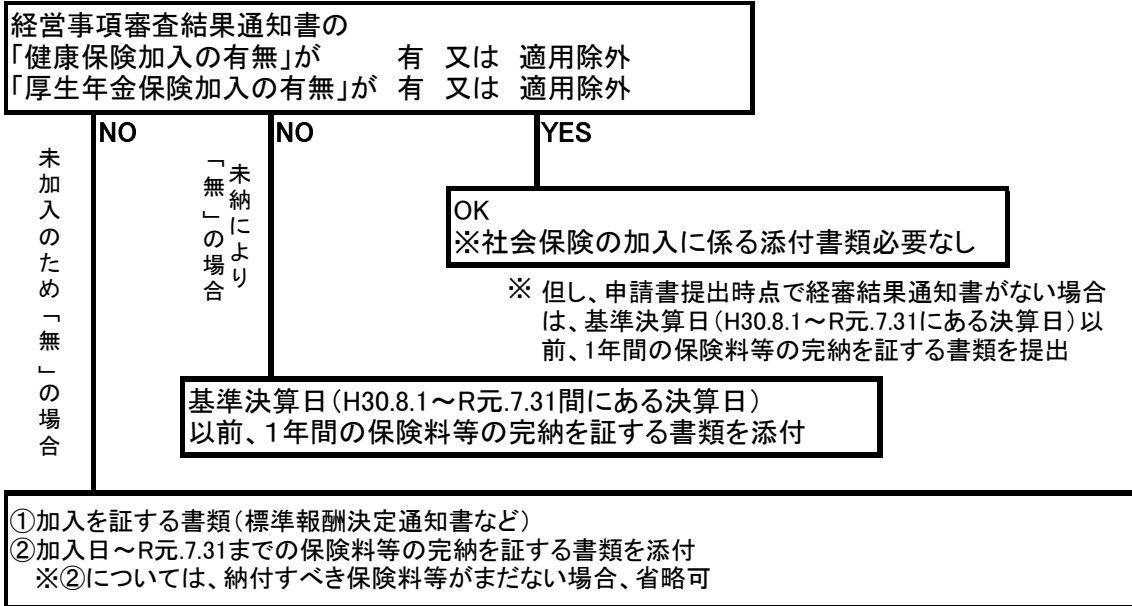 経営事項審査結果通知書の
「健康保険加入の有無」が　有　又は　適用除外
「厚生年金保険加入の有無」が　有　又は　適用除外
NO
NO
YES
未加入のため「無」の場合
未納により
「無」の場合
OK
※社会保険の加入に係る添付書類必要なし
※ 但し、申請書提出時点で経審結果通知書がない場合
は、基準決算日（H30.8.1～R元.7.31にある決算日）以
前、1年間の保険料等の完納を証する書類を提出
基準決算日（H30.8.1～R元.7.31間にある決算日）
以前、１年間の保険料等の完納を証する書類を添付
①加入を証する書類（標準報酬決定通知書など）
②加入日～R元.7.31までの保険料等の完納を証する書類を添付
※②については、納付すべき保険料等がまだない場合、省略可